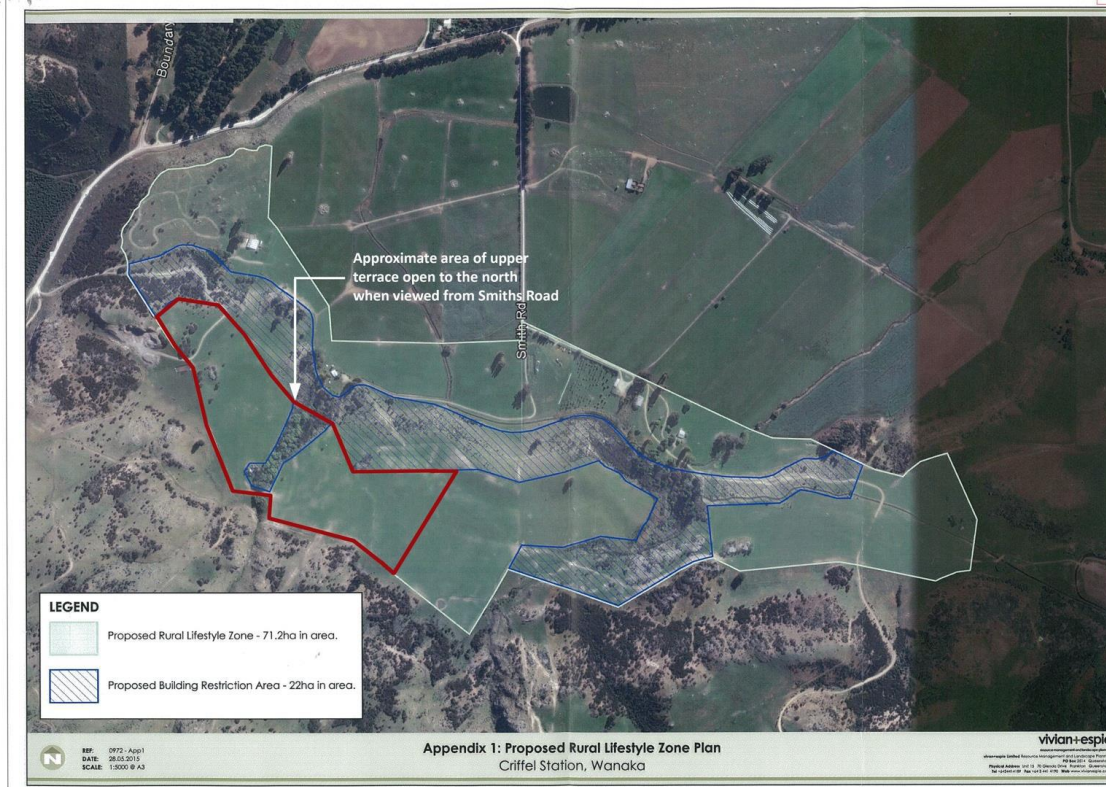 Boundary
Approximate area of upper
terrace open to the north
when viewed from Smiths Road
Smith Rd
LEGEND
Proposed Rural Lifestyle Zone - 71.2ha in area.
Proposed Building Restriction Area - 22ha in area.
N
REF: 0972 - App1
DATE: 28.05.2015
SCALE: 1:5000 @ A3
Appendix 1: Proposed Rural Lifestyle Zone Plan
Criffel Station, Wanaka
vivian+espie